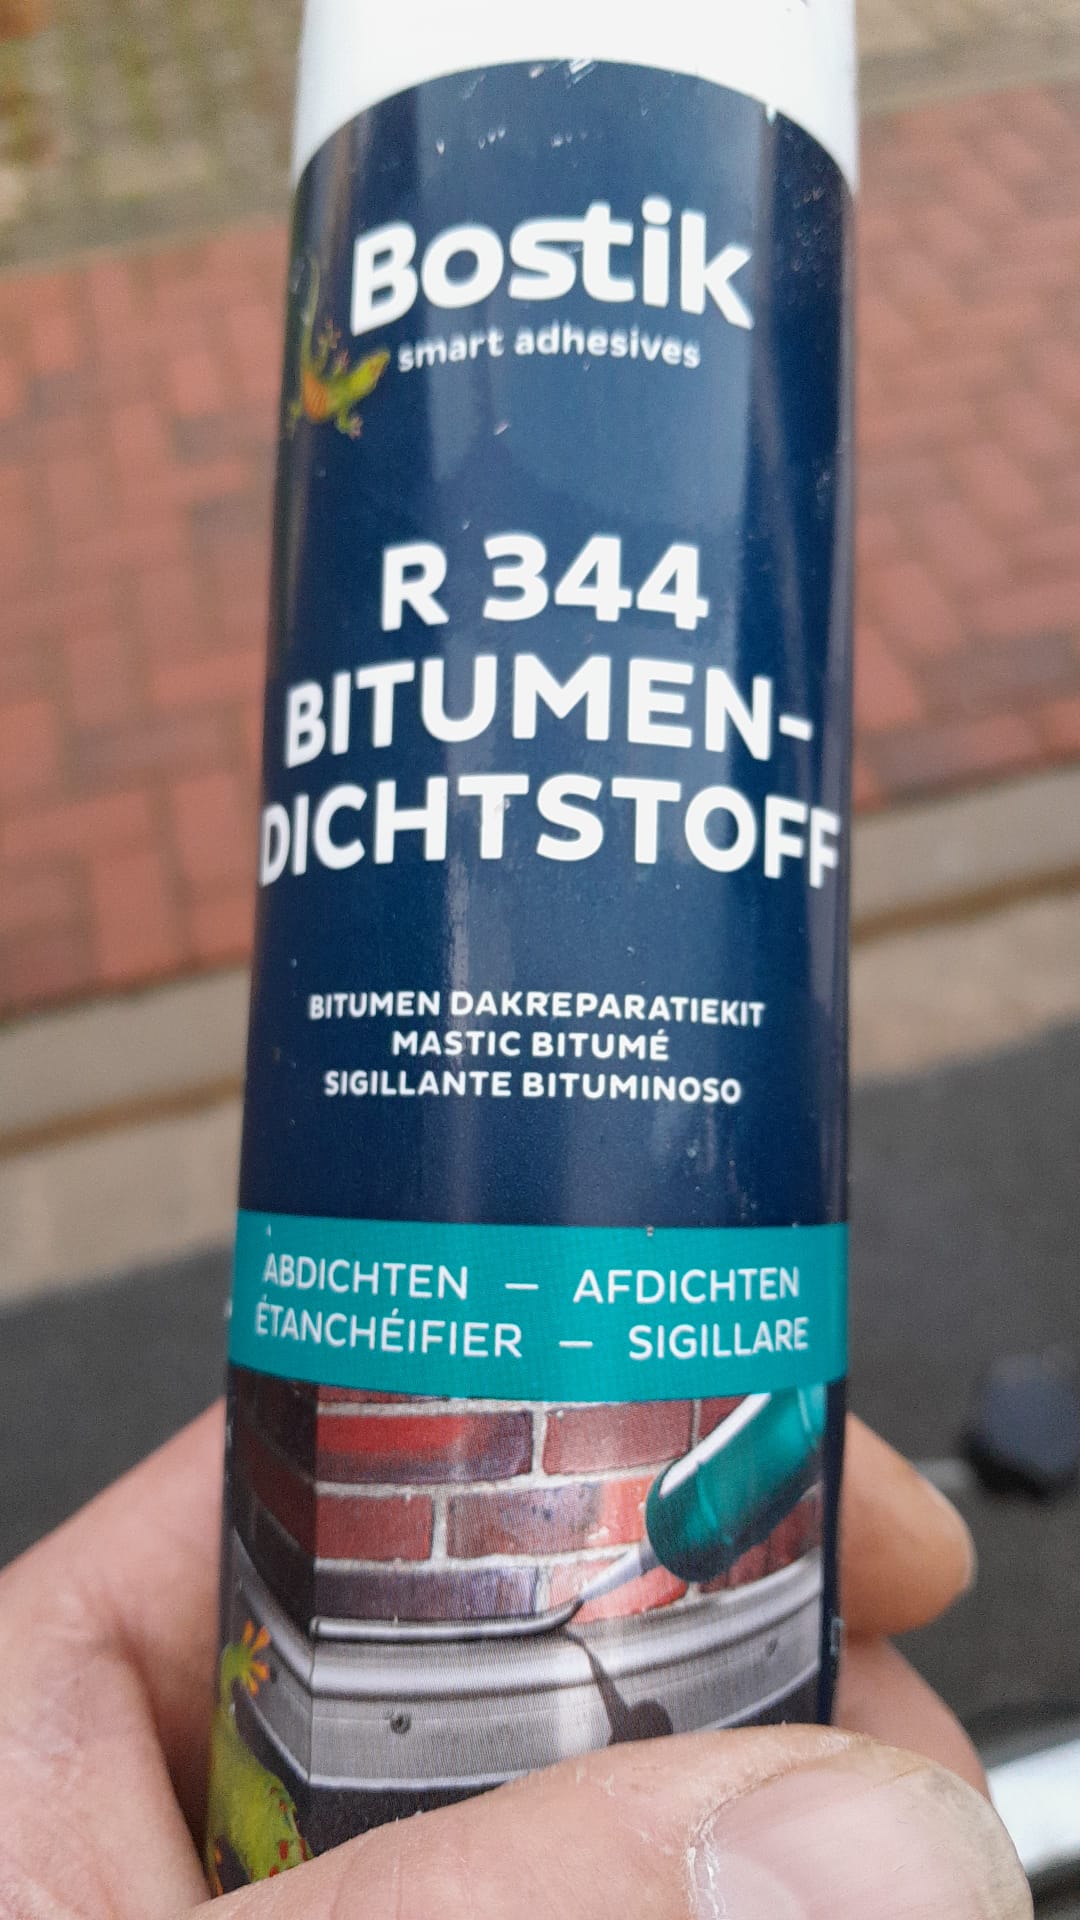 Bostik
smart adhesives
R 344
BITUMEN-
DICHTSTOFF
BITUMEN DAKREPARATIEKIT
MASTIC BITUMÉ
SIGILLANTE BITUMINOSO
ABDICHTEN — AFDICHTEN
ÉTANCHÉIFIER — SIGILLARE